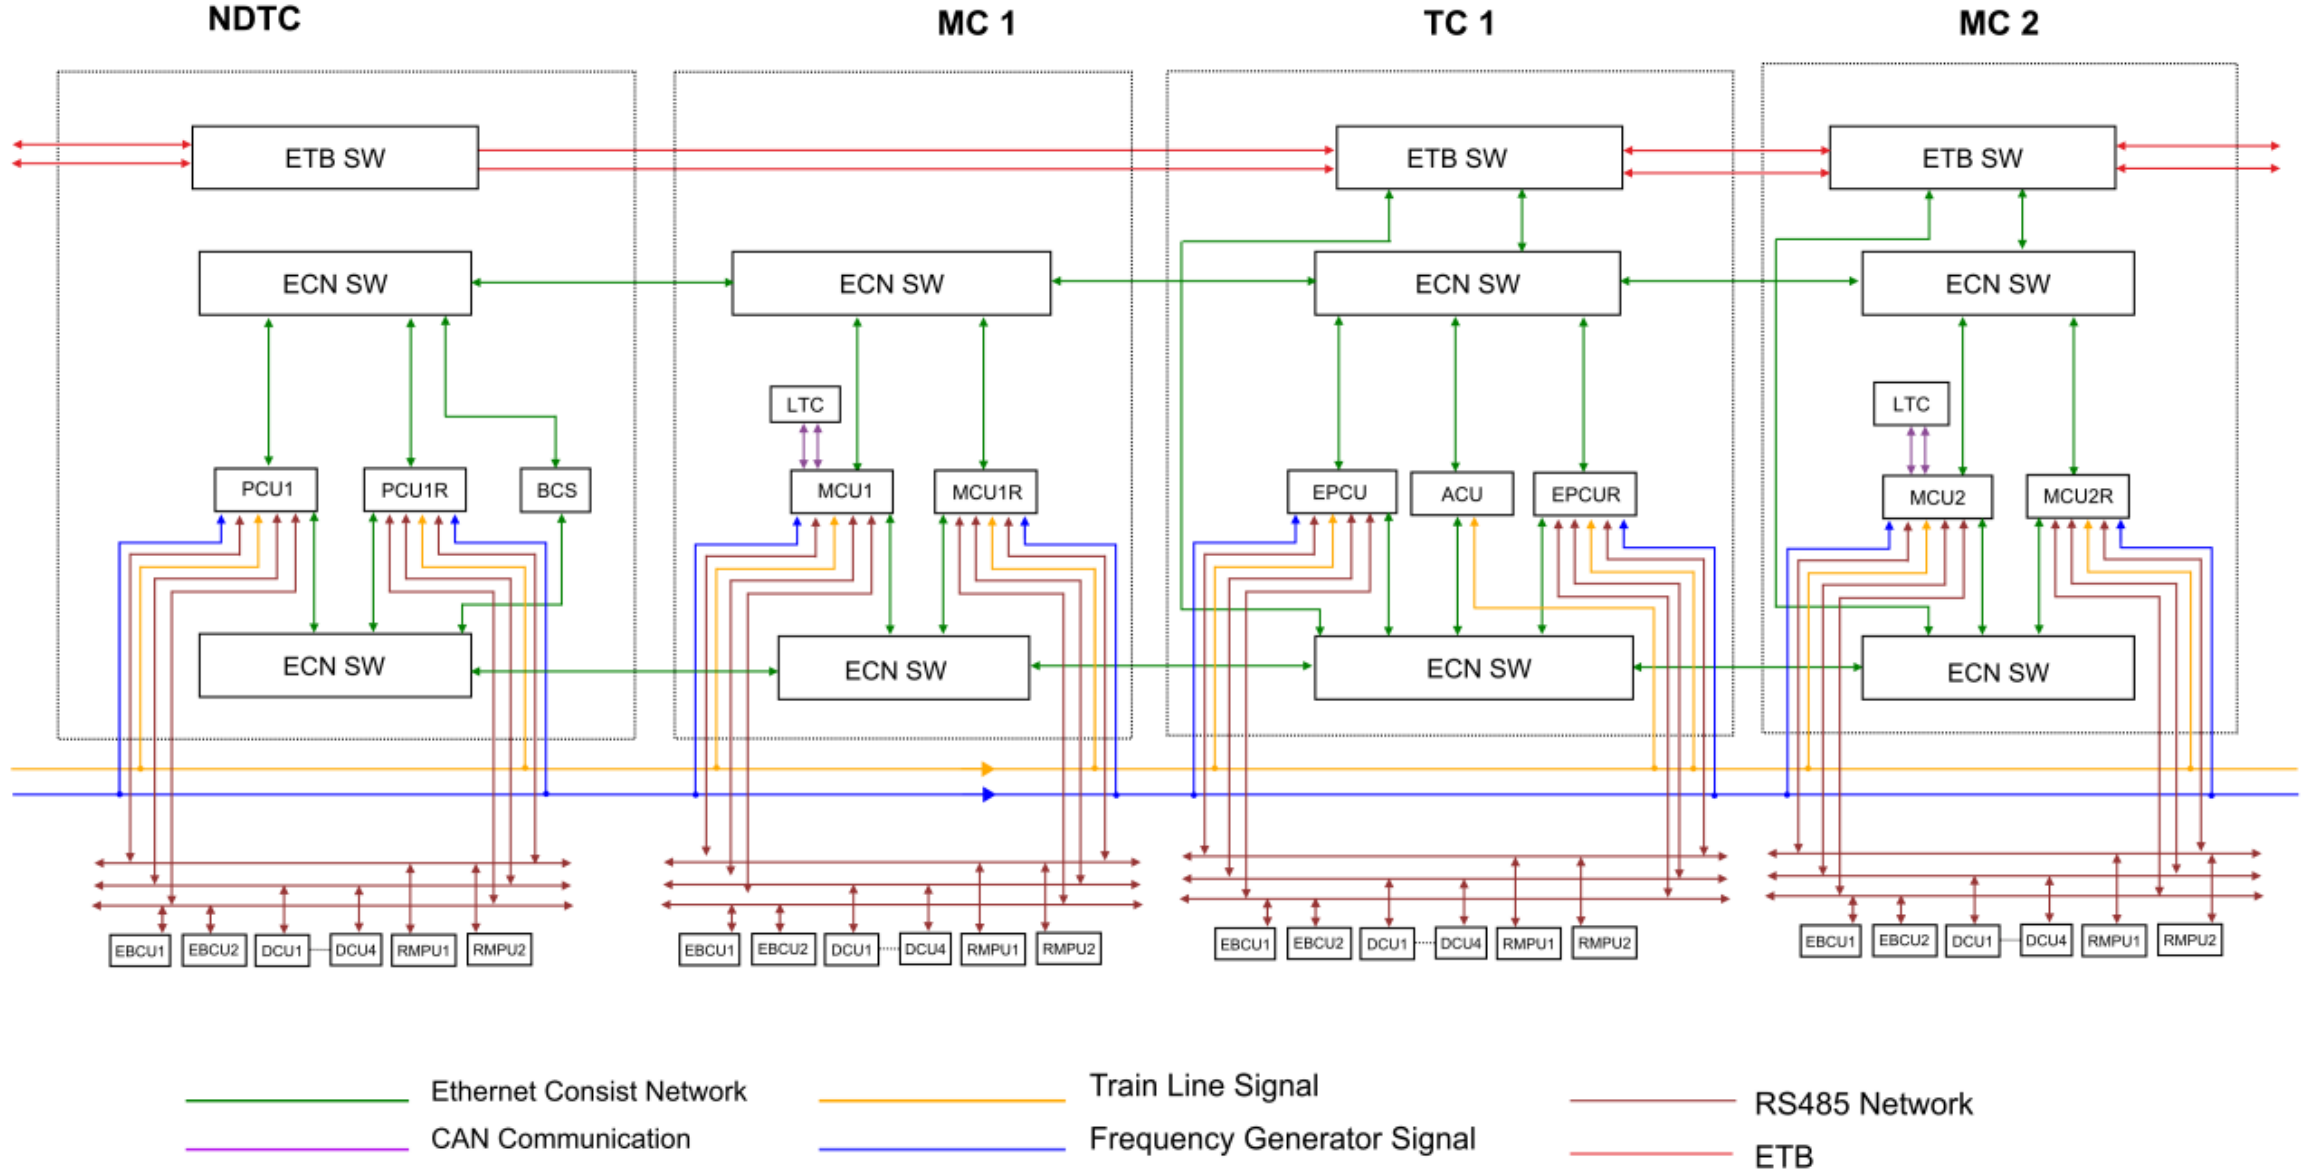 NDTC MC 1 TC 1 MC 2
ETB SW ETB SW ETB SW
ECN SW ECN SW ECN SW ECN SW
LTC LTC
PCU1 PCU1R BCS MCU1 MCU1R EPCU ACU EPCUR MCU2 MCU2R
ECN SW ECN SW ECN SW ECN SW
EBCU1 EBCU2 DCU1 DCU4 RMPU1 RMPU2 EBCU1 EBCU2 DCU1 DCU4 RMPU1 RMPU2 EBCU1 EBCU2 DCU1 DCU4 RMPU1 RMPU2 EBCU1 EBCU2 DCU1 DCU4 RMPU1 RMPU2
Ethernet Consist Network Train Line Signal RS485 Network
CAN Communication Frequency Generator Signal ETB